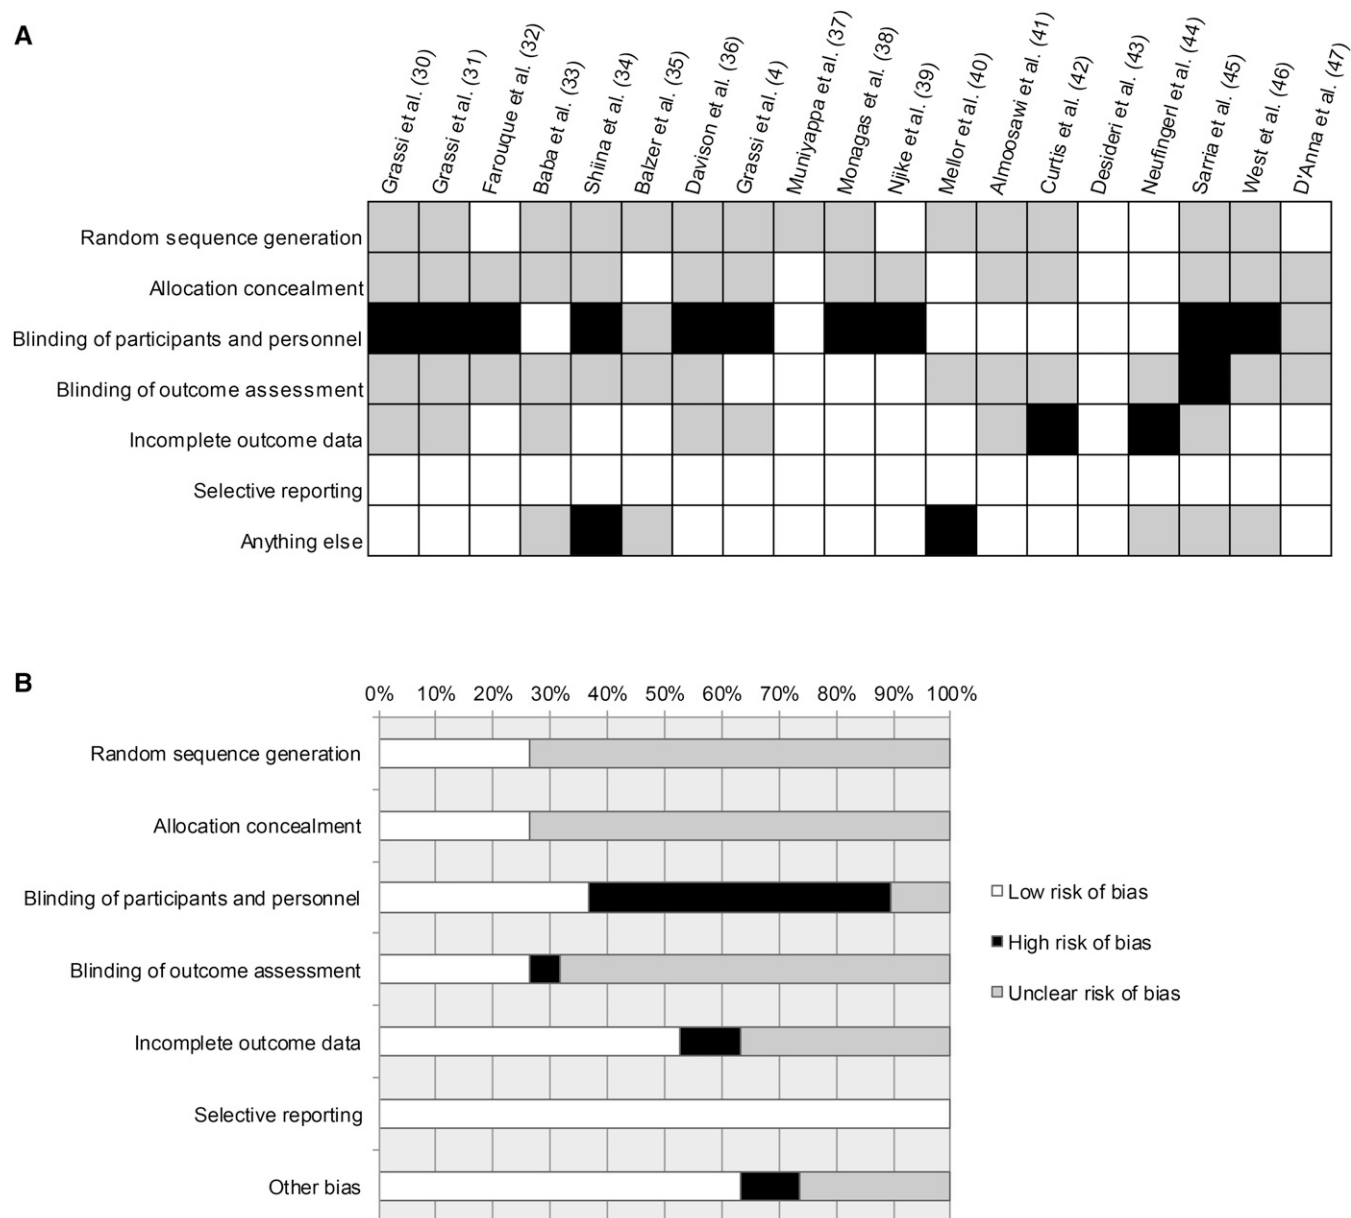 A
Grassi et al. (30)
Grassi et al. (31)
Farouque et al. (32)
Baba et al. (33)
Shiina et al. (34)
Balzer et al. (35)
Davison et al. (36)
Grassi et al. (4)
Muniyappa et al. (37)
Monagas et al. (38)
Njike et al. (39)
Mellor et al. (40)
Almoosawi et al. (41)
Curtis et al. (42)
Desideri et al. (43)
Neufingerl et al. (44)
Sarria et al. (45)
West et al. (46)
D'Anna et al. (47)
Random sequence generation
Allocation concealment
Blinding of participants and personnel
Blinding of outcome assessment
Incomplete outcome data
Selective reporting
Anything else
B
0% 10% 20% 30% 40% 50% 60% 70% 80% 90% 100%
Random sequence generation
Allocation concealment
Blinding of participants and personnel
Blinding of outcome assessment
Incomplete outcome data
Selective reporting
Other bias
Low risk of bias
High risk of bias
Unclear risk of bias